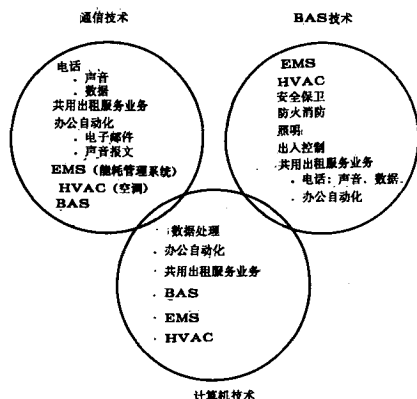 通信技术
电话
· 声音
· 数据
共用出租服务业务
办公自动化
· 电子邮件
· 声音报文
EMS（能耗管理系统）
HVAC（空调）
BAS
BAS技术
EMS
HVAC
安全保卫
防火消防
照明
出入控制
共用出租服务业务
· 电话：声音、数据
· 办公自动化
· 数据处理
· 办公自动化
· 共用出租服务业务
· BAS
· EMS
· HVAC
计算机技术